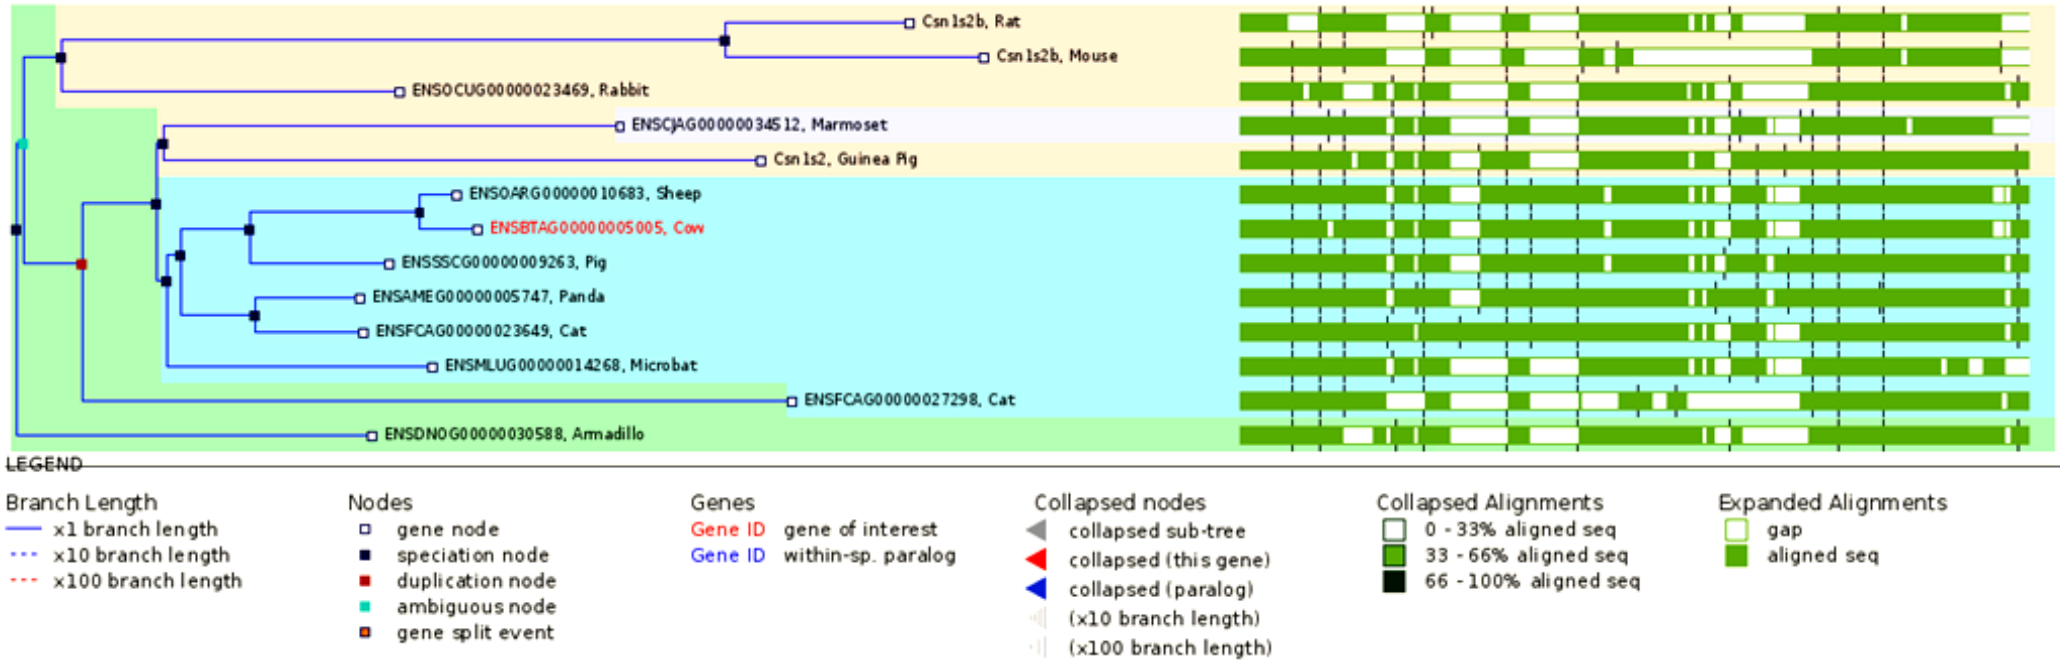 Csn1s2b, Rat
Csn1s2b, Mouse
ENSOCUG00000023469, Rabbit
ENSCJAG00000034512, Marmoset
Csn1s2, Guinea Pig
ENSOARG00000010683, Sheep
ENSBTAG00000005005, Cow
ENSSSCG00000009263, Pig
ENSAMEG00000005747, Panda
ENSFCAG00000023649, Cat
ENSMLUG00000014268, Microbat
ENSFCAG00000027298, Cat
ENSDNOG00000030588, Armadillo
LEGEND
Branch Length
x1 branch length
x10 branch length
x100 branch length
Nodes
gene node
speciation node
duplication node
ambiguous node
gene split event
Genes
Gene ID gene of interest
Gene ID within-sp. paralog
Collapsed nodes
collapsed sub-tree
collapsed (this gene)
collapsed (paralog)
(x10 branch length)
(x100 branch length)
Collapsed Alignments
0 - 33% aligned seq
33 - 66% aligned seq
66 - 100% aligned seq
Expanded Alignments
gap
aligned seq